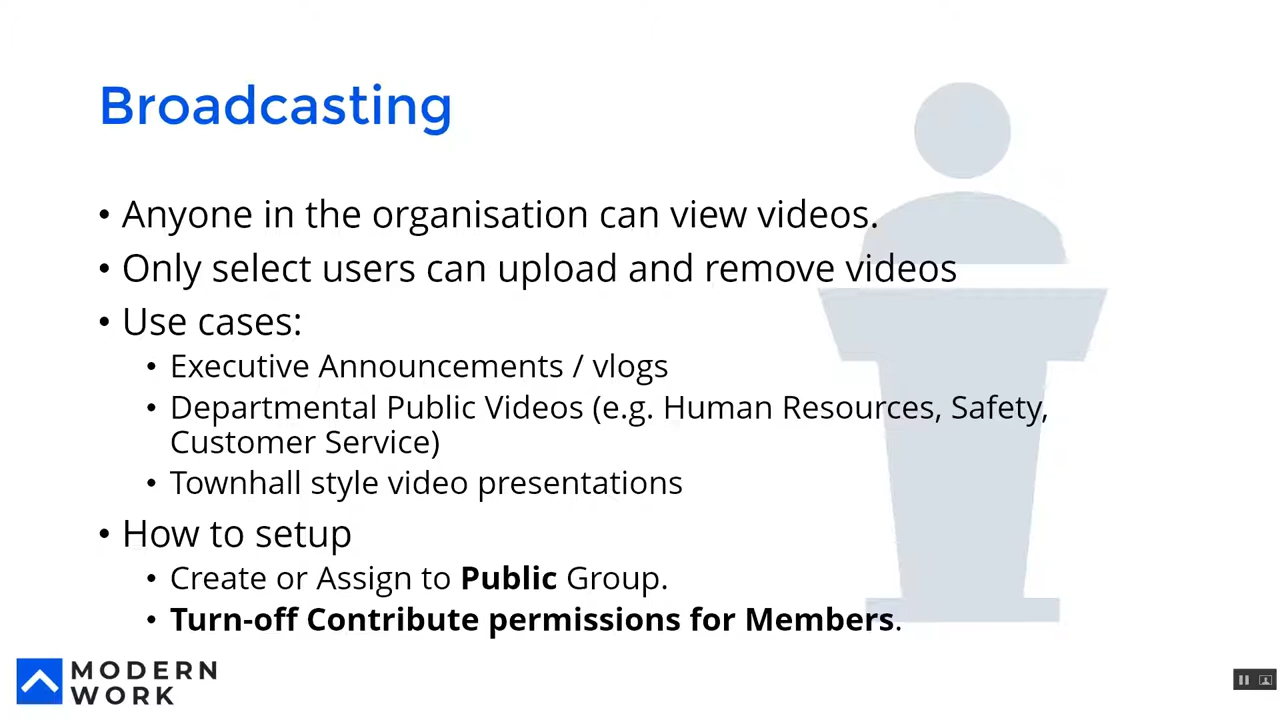 Broadcasting
• Anyone in the organisation can view videos.
• Only select users can upload and remove videos
• Use cases:
• Executive Announcements / vlogs
• Departmental Public Videos (e.g. Human Resources, Safety,
Customer Service)
• Townhall style video presentations
• How to setup
• Create or Assign to Public Group.
• Turn-off Contribute permissions for Members.
MODERN
WORK